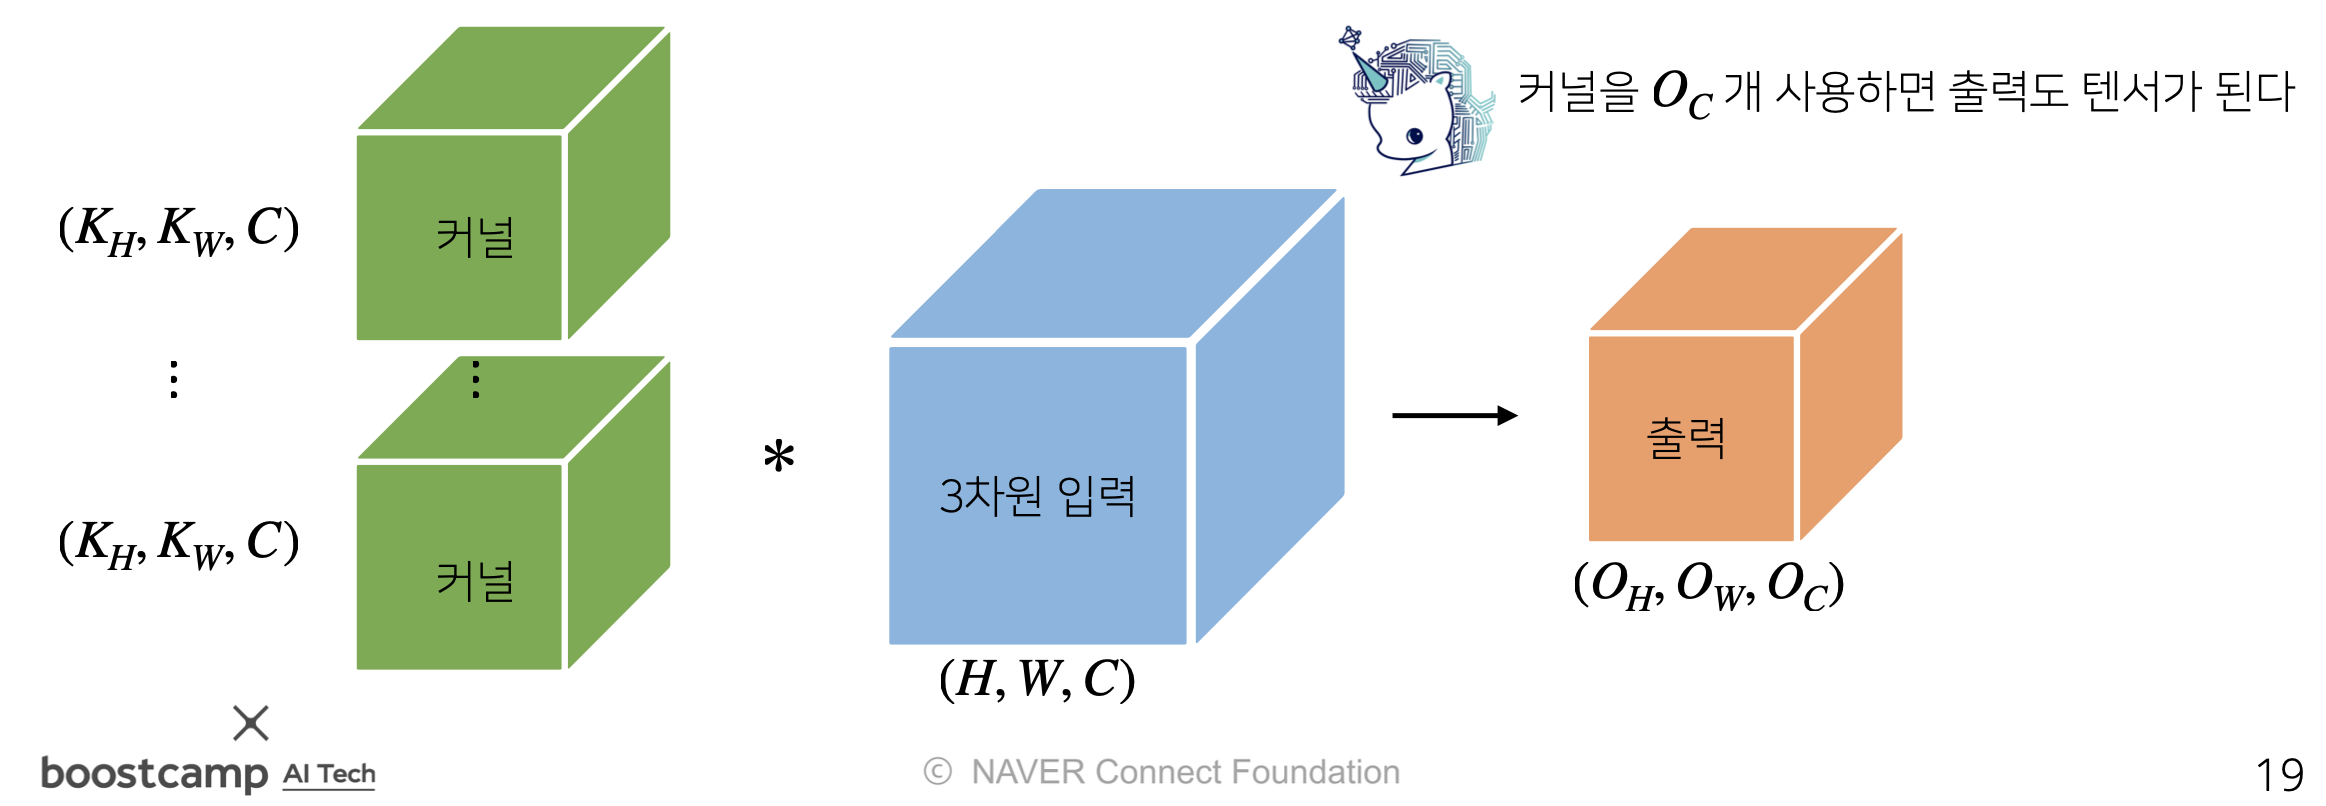 커널을 O_C 개 사용하면 출력도 텐서가 된다
(K_H, K_W, C)
커널
⋮ ⋮
(K_H, K_W, C)
커널
*
3차원 입력
(H, W, C)
출력
(O_H, O_W, O_C)
boostcamp AI Tech
© NAVER Connect Foundation
19